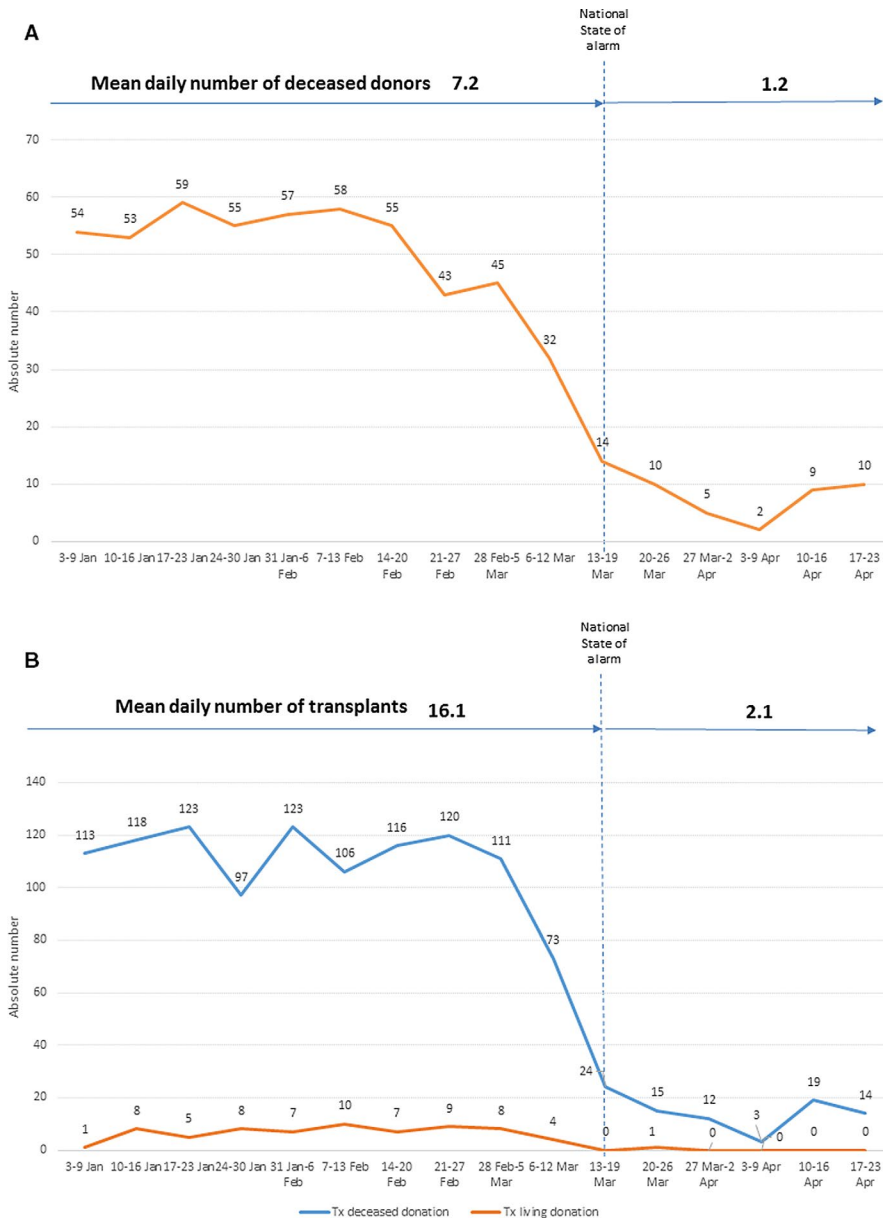 A
National
State of
alarm
Mean daily number of deceased donors 7.2
1.2
70
60
50
40
30
20
10
0
Absolute number
54
53
59
55
57
58
55
43
45
32
14
10
5
2
9
10
3-9 Jan
10-16 Jan
17-23 Jan
24-30 Jan
31 Jan-6
Feb
7-13 Feb
14-20
Feb
21-27
Feb
28 Feb-5
Mar
6-12 Mar
13-19
Mar
20-26
Mar
27 Mar-2
Apr
3-9 Apr
10-16
Apr
17-23
Apr
B
National
State of
alarm
Mean daily number of transplants 16.1
2.1
140
120
100
80
60
40
20
0
Absolute number
113
118
123
97
123
106
116
120
111
73
24
15
12
3
19
14
1
8
5
8
7
10
7
9
8
4
0
1
0
0
0
0
3-9 Jan
10-16 Jan
17-23 Jan
24-30 Jan
31 Jan-6
Feb
7-13 Feb
14-20
Feb
21-27
Feb
28 Feb-5
Mar
6-12 Mar
13-19
Mar
20-26
Mar
27 Mar-2
Apr
3-9 Apr
10-16
Apr
17-23
Apr
Tx deceased donation
Tx living donation